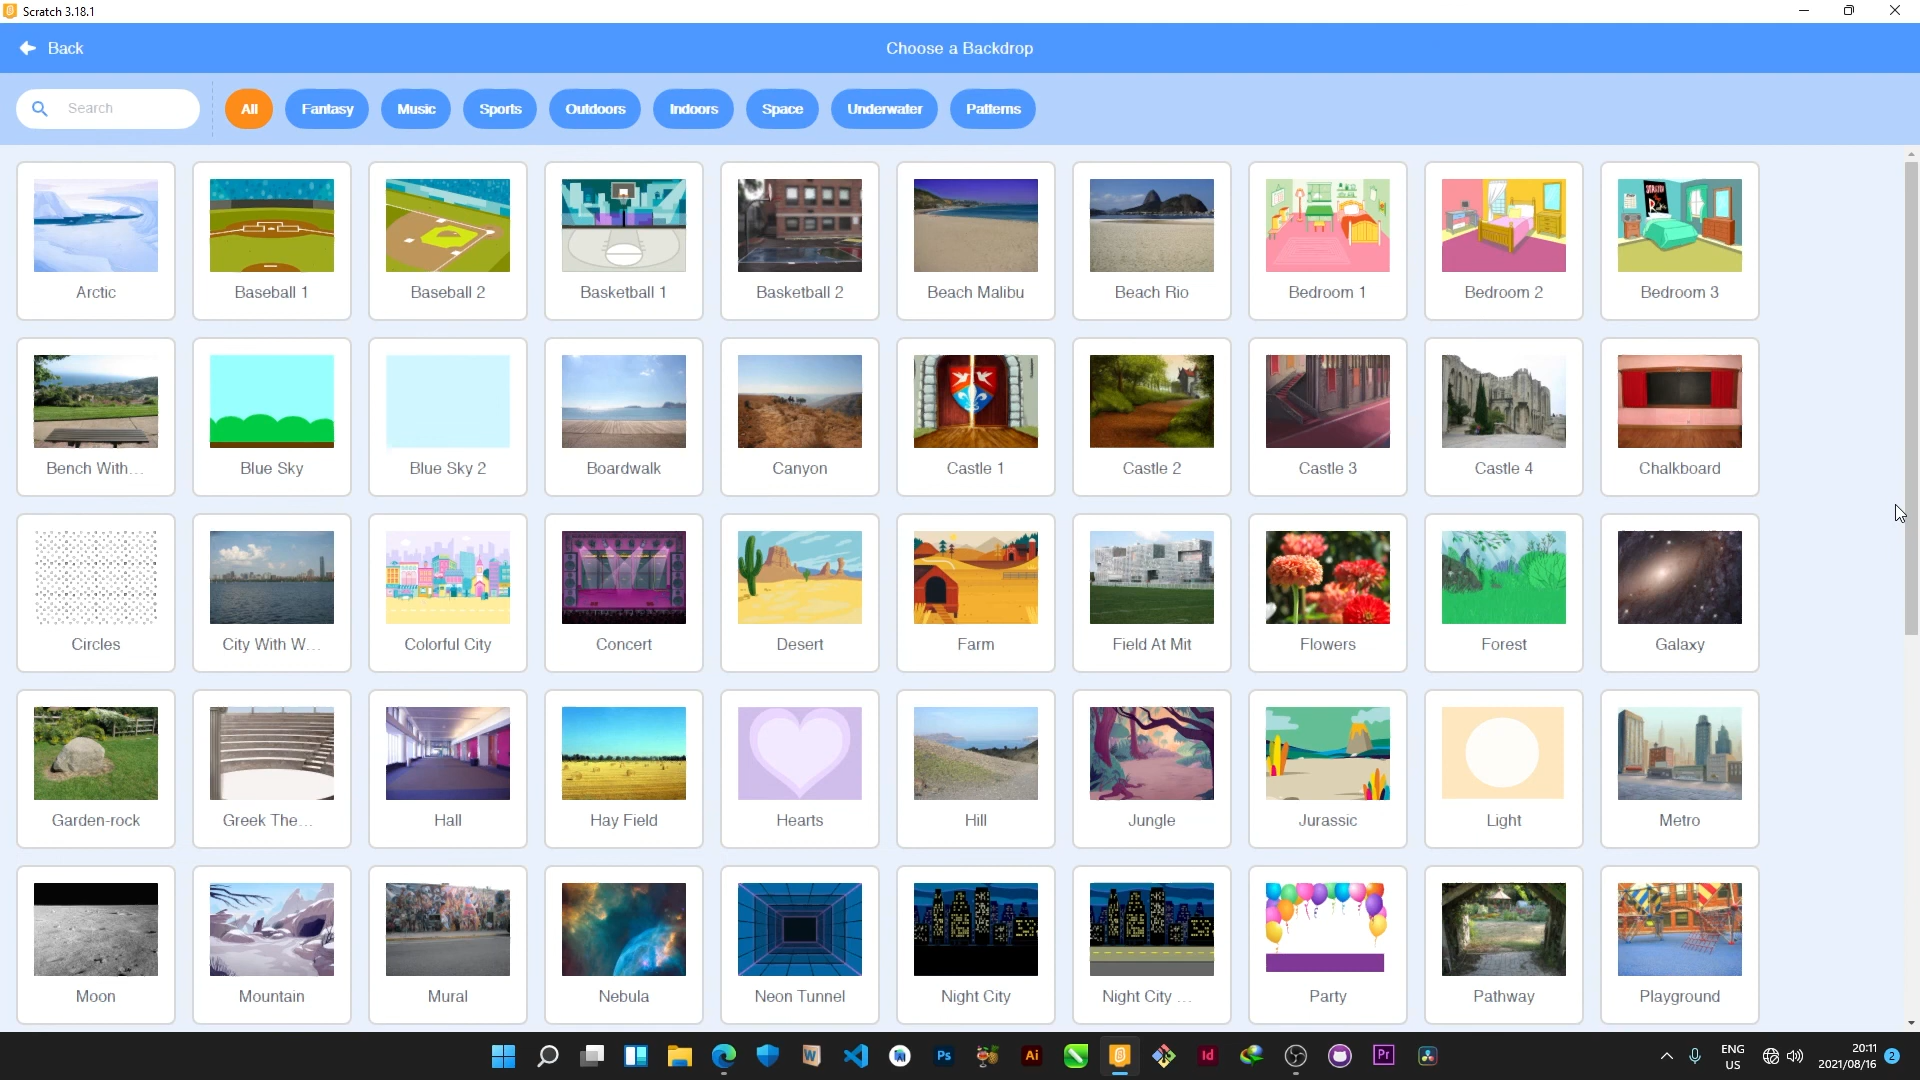 Scratch 3.18.1
Back
Choose a Backdrop
Search
All
Fantasy
Music
Sports
Outdoors
Indoors
Space
Underwater
Patterns
Arctic
Baseball 1
Baseball 2
Basketball 1
Basketball 2
Beach Malibu
Beach Rio
Bedroom 1
Bedroom 2
Bedroom 3
Bench With...
Blue Sky
Blue Sky 2
Boardwalk
Canyon
Castle 1
Castle 2
Castle 3
Castle 4
Chalkboard
Circles
City With W...
Colorful City
Concert
Desert
Farm
Field At Mit
Flowers
Forest
Galaxy
Garden-rock
Greek The...
Hall
Hay Field
Hearts
Hill
Jungle
Jurassic
Light
Metro
Moon
Mountain
Mural
Nebula
Neon Tunnel
Night City
Night City ...
Party
Pathway
Playground
W
Ps
Ai
Id
Pr
ENG
US
20:11
2021/08/16
2